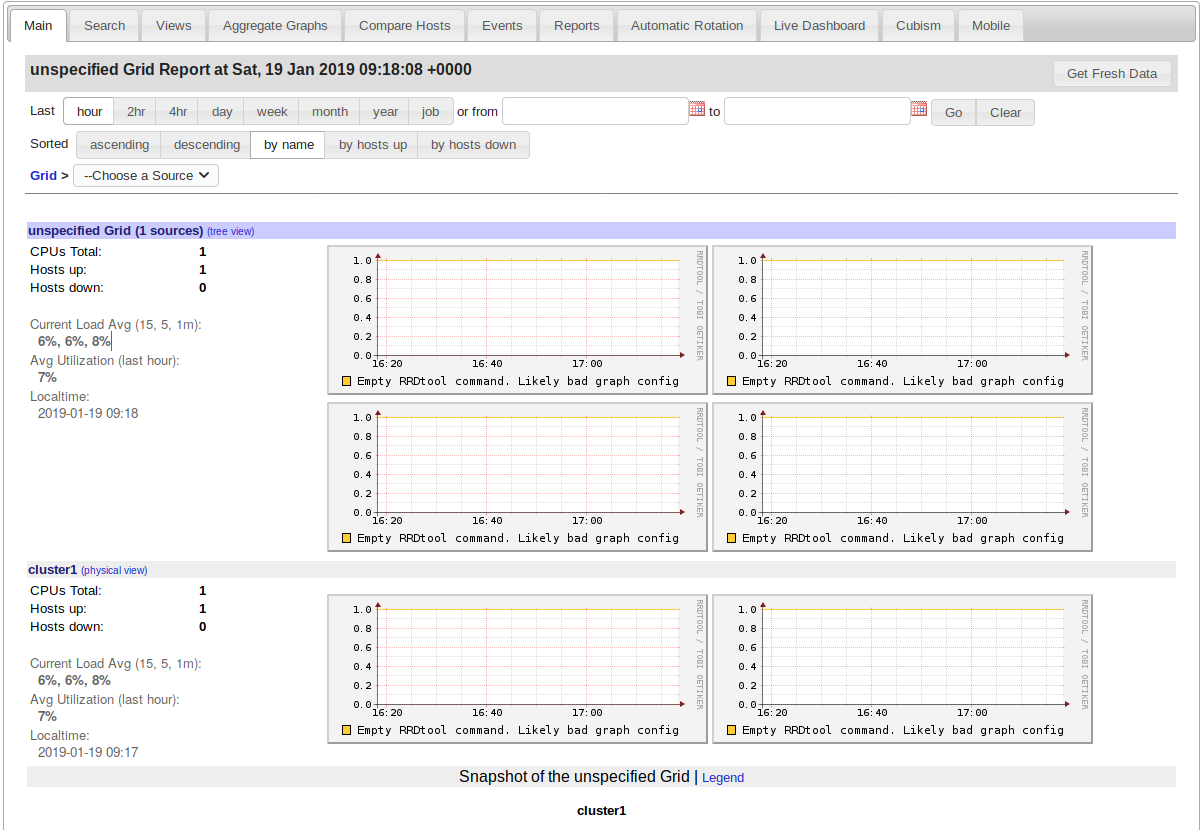 Main Search Views Aggregate Graphs Compare Hosts Events Reports Automatic Rotation Live Dashboard Cubism Mobile
unspecified Grid Report at Sat, 19 Jan 2019 09:18:08 +0000 Get Fresh Data
Last hour 2hr 4hr day week month year job or from to Go Clear
Sorted ascending descending by name by hosts up by hosts down
Grid > --Choose a Source
unspecified Grid (1 sources) (tree view)
CPUs Total: 1
Hosts up: 1
Hosts down: 0
Current Load Avg (15, 5, 1m):
6%, 6%, 8%
Avg Utilization (last hour):
7%
Localtime:
2019-01-19 09:18
1.0
0.8
0.6
0.4
0.2
0.0
16:20 16:40 17:00
Empty RRDtool command. Likely bad graph config
RRDTOOL / TOBI OETIKER
1.0
0.8
0.6
0.4
0.2
0.0
16:20 16:40 17:00
Empty RRDtool command. Likely bad graph config
RRDTOOL / TOBI OETIKER
1.0
0.8
0.6
0.4
0.2
0.0
16:20 16:40 17:00
Empty RRDtool command. Likely bad graph config
RRDTOOL / TOBI OETIKER
1.0
0.8
0.6
0.4
0.2
0.0
16:20 16:40 17:00
Empty RRDtool command. Likely bad graph config
RRDTOOL / TOBI OETIKER
cluster1 (physical view)
CPUs Total: 1
Hosts up: 1
Hosts down: 0
Current Load Avg (15, 5, 1m):
6%, 6%, 8%
Avg Utilization (last hour):
7%
Localtime:
2019-01-19 09:17
1.0
0.8
0.6
0.4
0.2
0.0
16:20 16:40 17:00
Empty RRDtool command. Likely bad graph config
RRDTOOL / TOBI OETIKER
1.0
0.8
0.6
0.4
0.2
0.0
16:20 16:40 17:00
Empty RRDtool command. Likely bad graph config
RRDTOOL / TOBI OETIKER
Snapshot of the unspecified Grid | Legend
cluster1